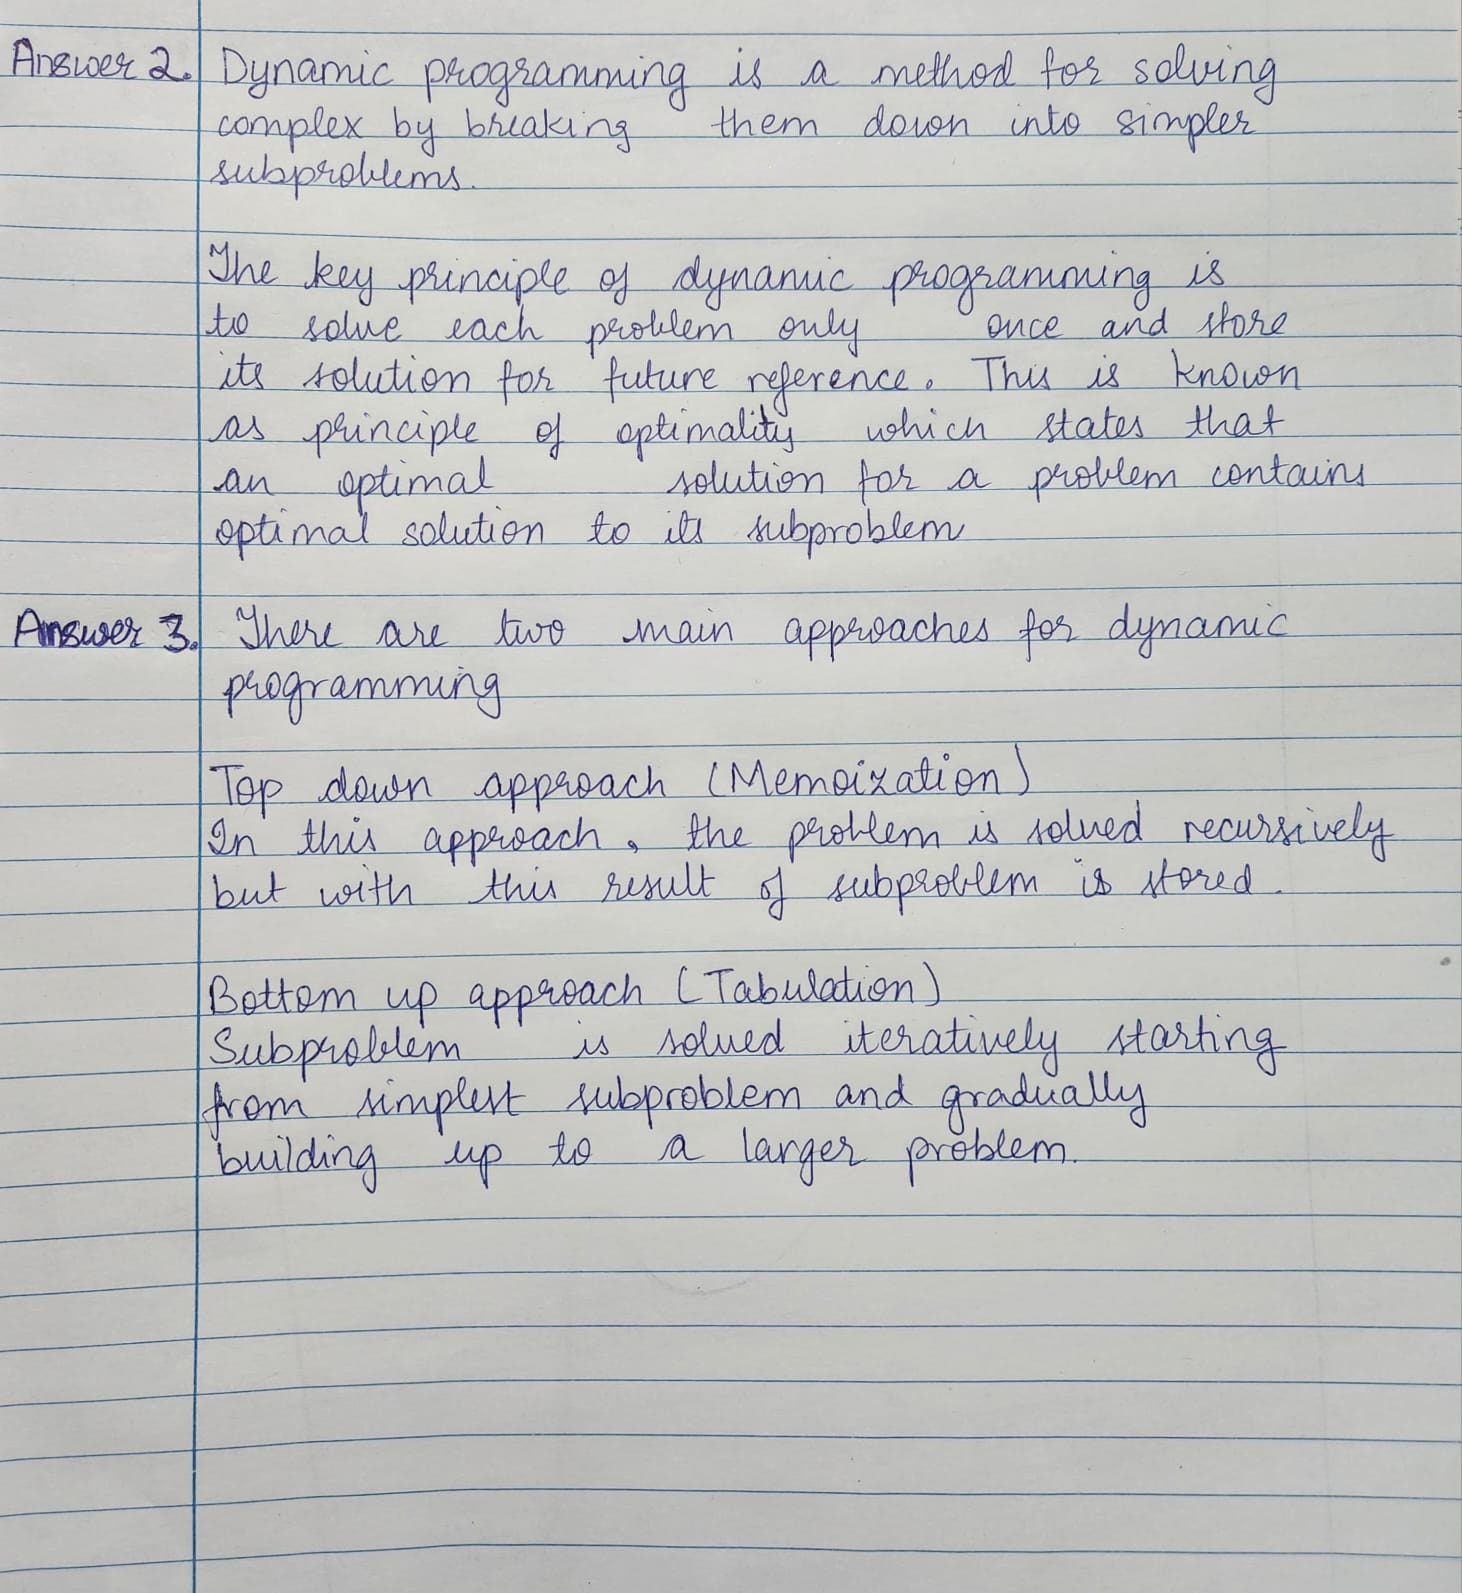 Answer 2. Dynamic programming is a method for solving
complex by breaking them down into simpler
subproblems.
The key principle of dynamic programming is
to solve each problem only once and store
its solution for future reference. This is known
as principle of optimality which states that
an optimal solution for a problem contains
optimal solution to its subproblem
Answer 3. There are two main approaches for dynamic
programming
Top down approach (Memoization)
In this approach, the problem is solved recursively
but with this result of subproblem is stored.
Bottom up approach (Tabulation)
Subproblem is solved iteratively starting
from simplest subproblem and gradually
building up to a larger problem.